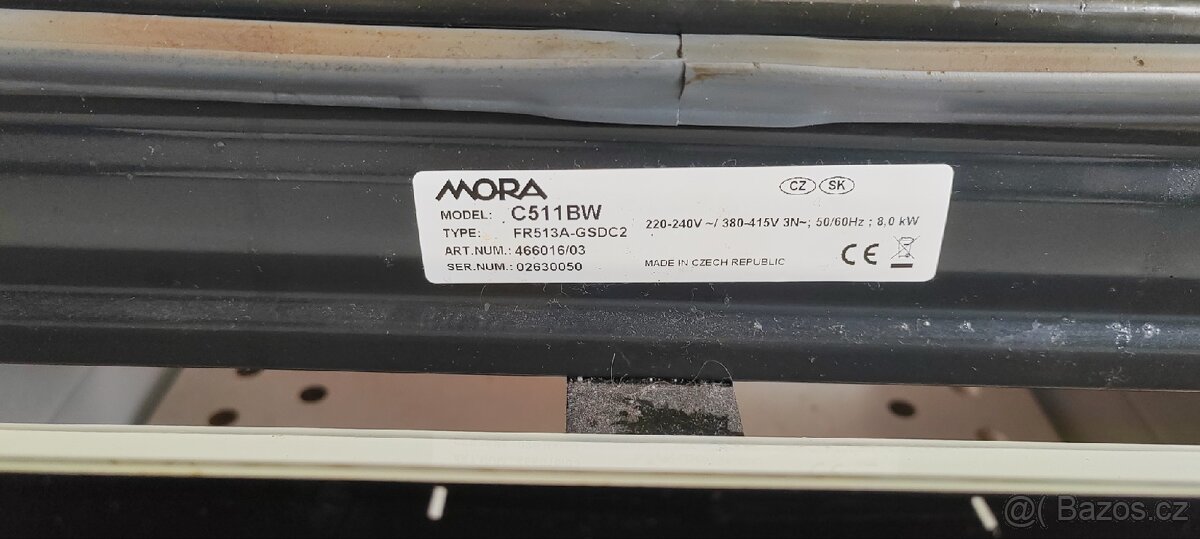 MORA
CZ SK
MODEL: C511BW
TYPE: FR513A-GSDC2
220-240V ~/ 380-415V 3N~; 50/60Hz ; 8,0 kW
ART.NUM.: 466016/03
SER.NUM.: 02630050
MADE IN CZECH REPUBLIC
CE
@ Bazos.cz